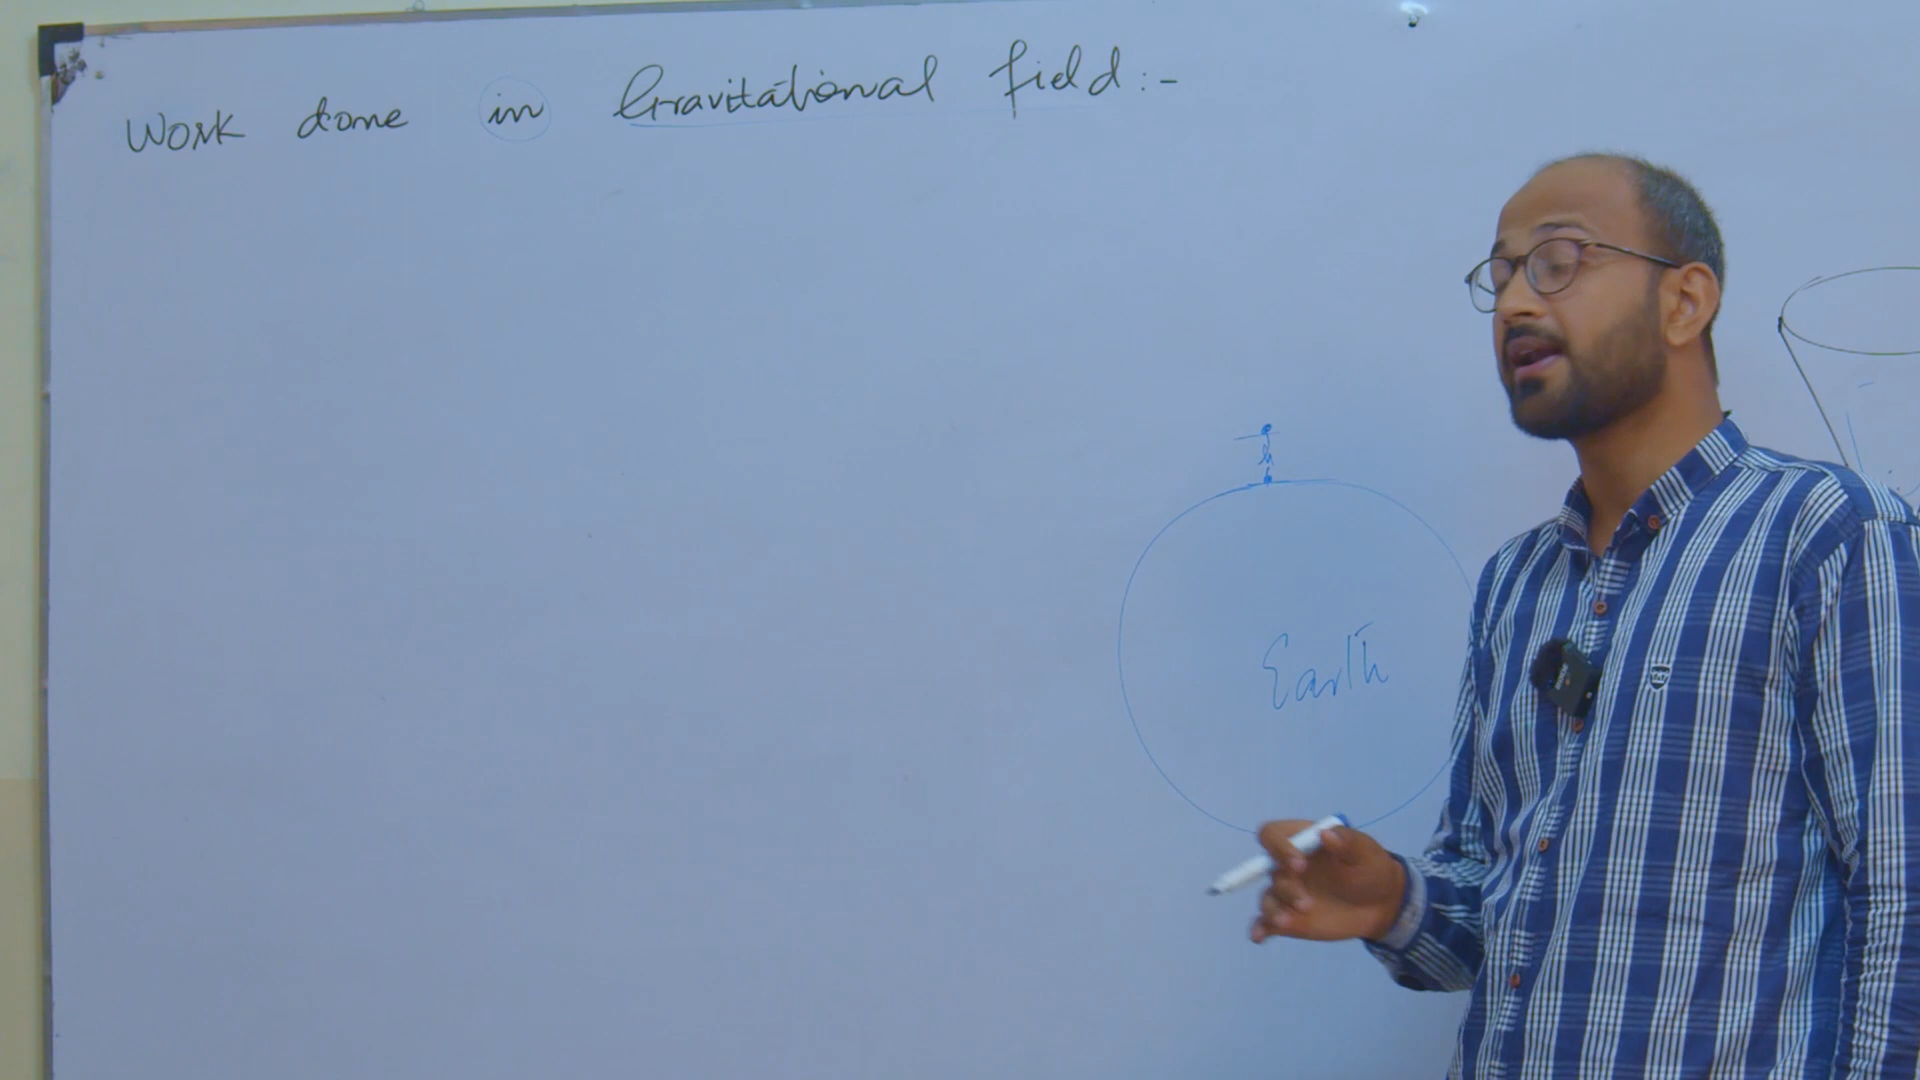 Work done in Gravitational field :-
h
Earth